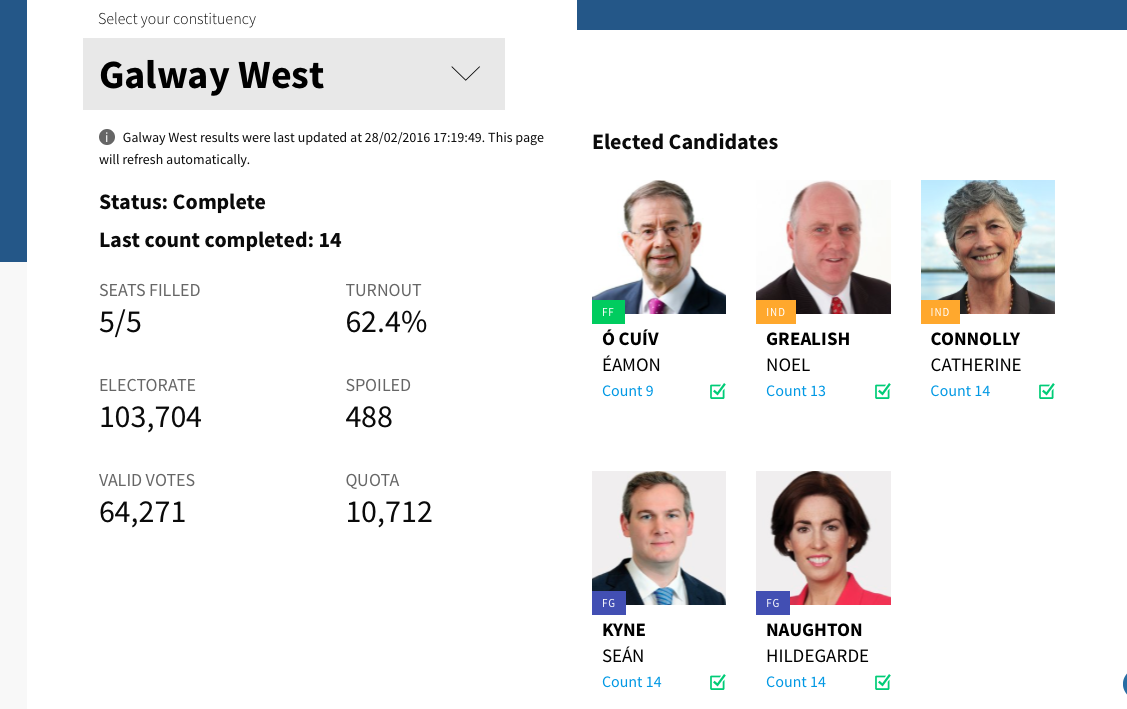 Select your constituency
Galway West
i Galway West results were last updated at 28/02/2016 17:19:49. This page
will refresh automatically.
Status: Complete
Last count completed: 14
SEATS FILLED
5/5
TURNOUT
62.4%
ELECTORATE
103,704
SPOILED
488
VALID VOTES
64,271
QUOTA
10,712
Elected Candidates
FF
Ó CUÍV
ÉAMON
Count 9
IND
GREALISH
NOEL
Count 13
IND
CONNOLLY
CATHERINE
Count 14
FG
KYNE
SEÁN
Count 14
FG
NAUGHTON
HILDEGARDE
Count 14